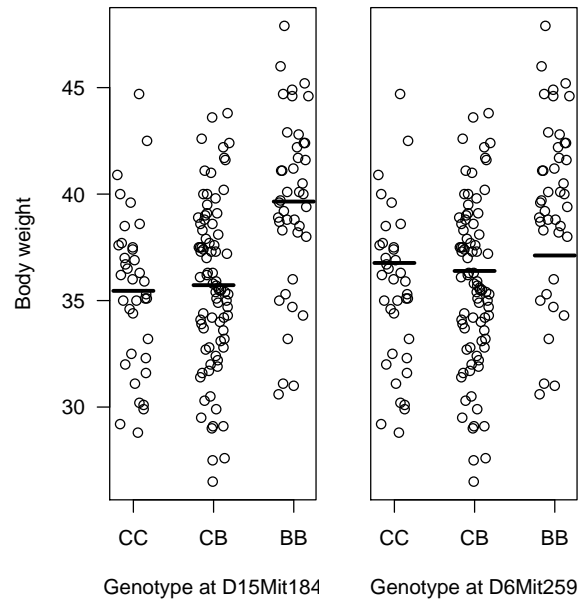 Body weight
45
40
35
30
CC CB BB
CC CB BB
Genotype at D15Mit184
Genotype at D6Mit259